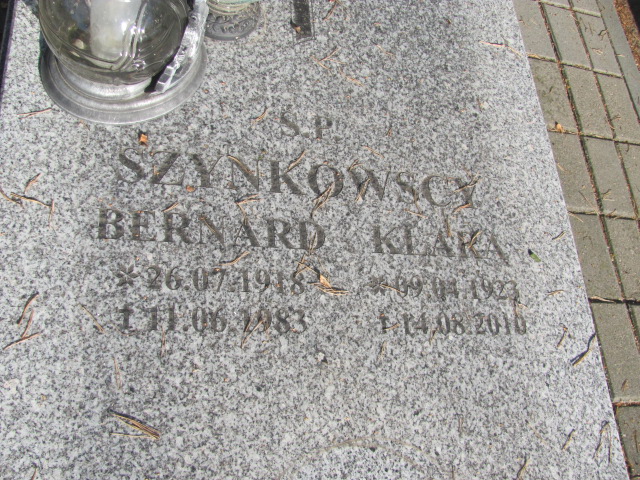 Ś.P.
SZYNKOWSCY
BERNARD KLARA
* 26.07.1918 * 09.04.1923
† 11.06.1983 † 14.08.2010